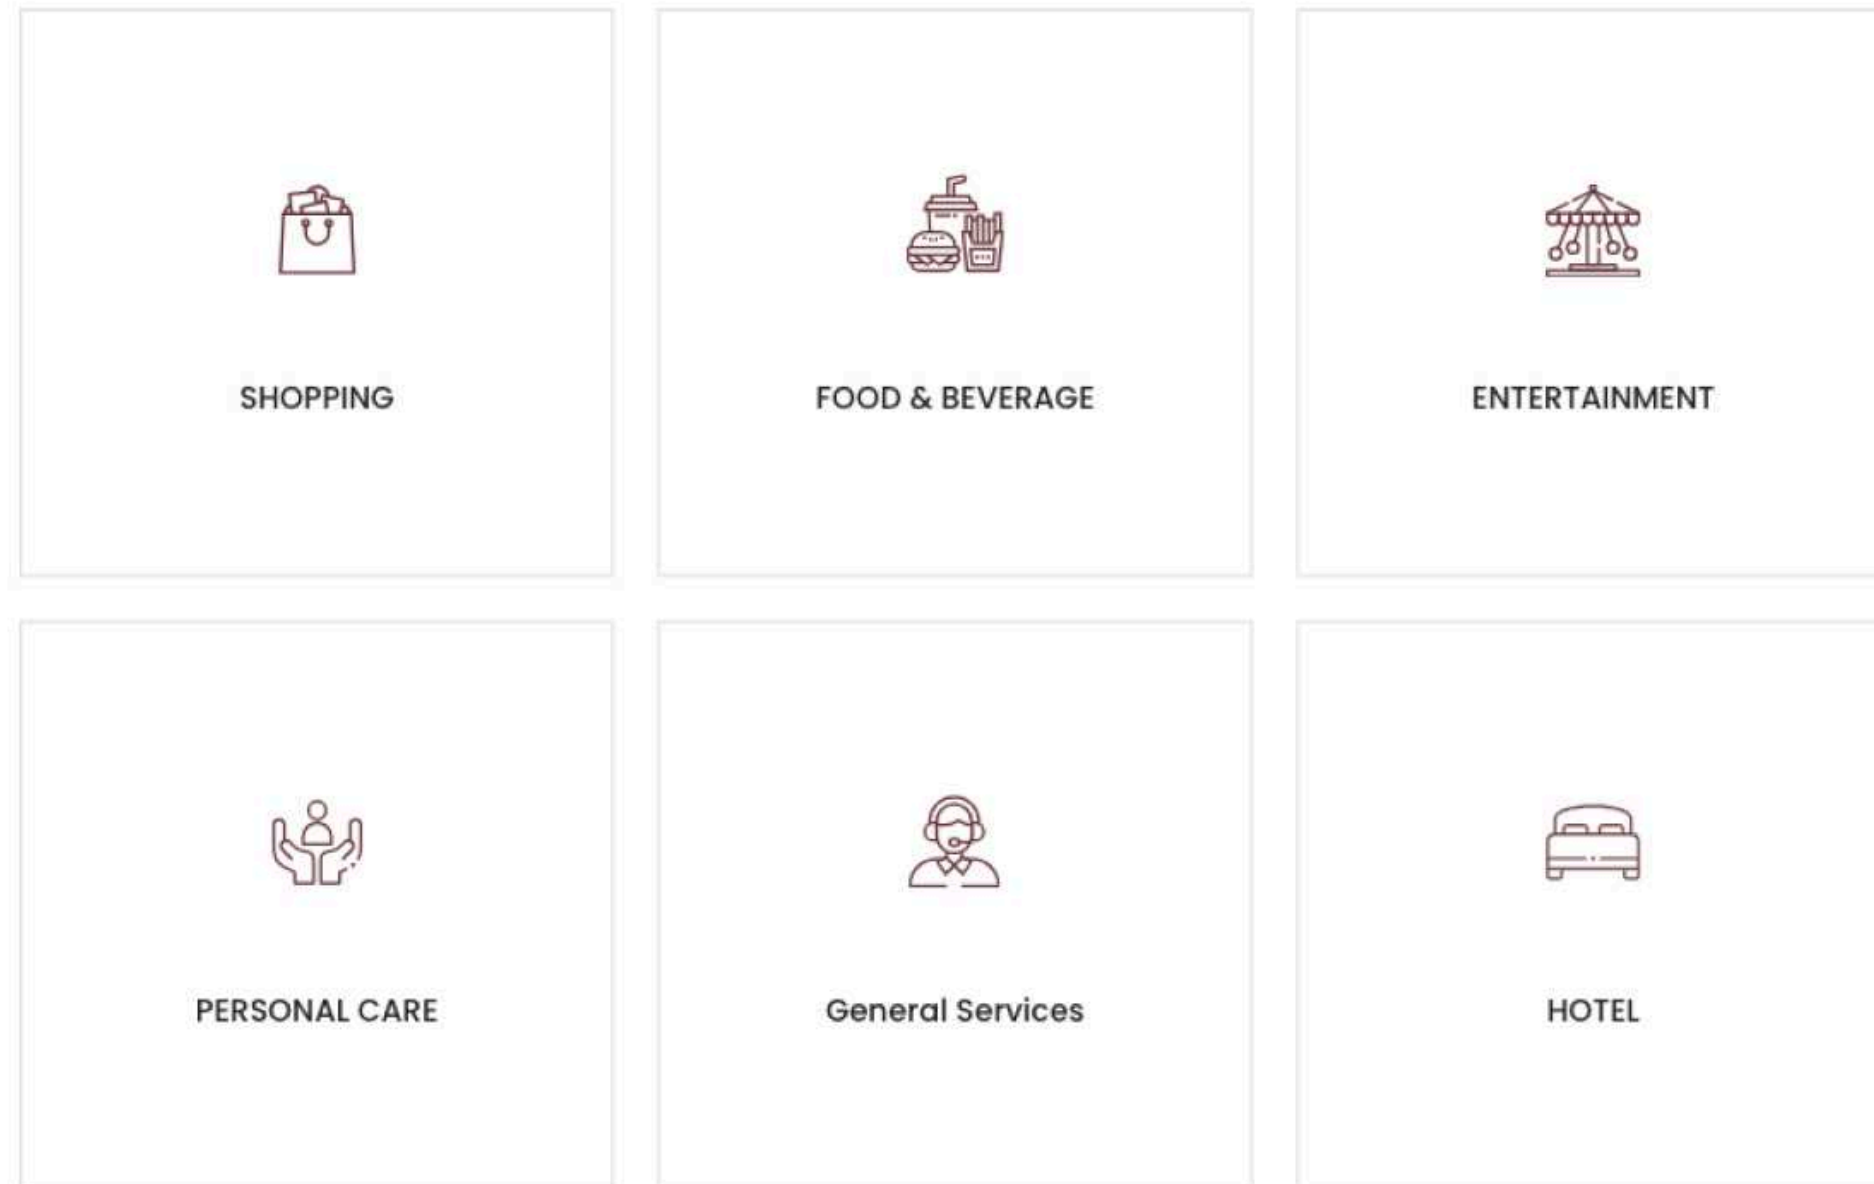 SHOPPING
FOOD & BEVERAGE
ENTERTAINMENT
PERSONAL CARE
General Services
HOTEL